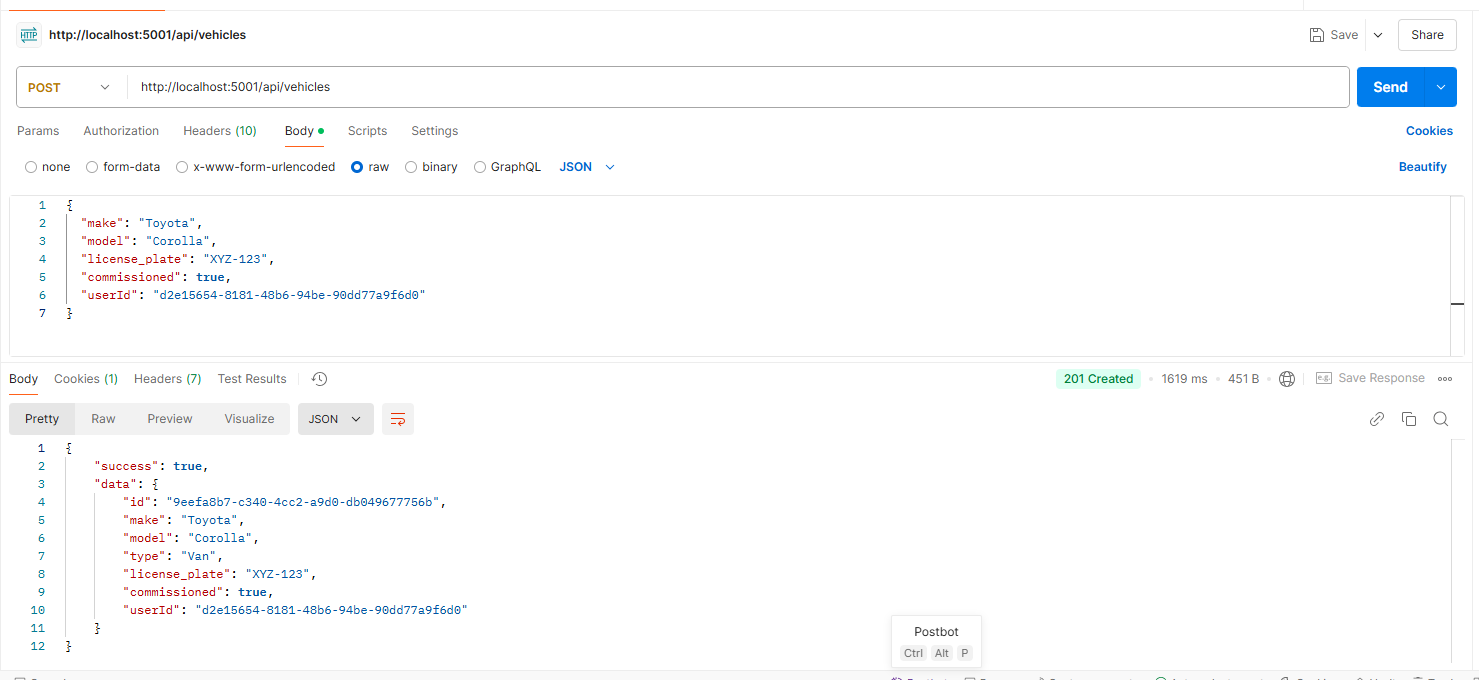 HTTP http://localhost:5001/api/vehicles Save Share
POST http://localhost:5001/api/vehicles Send
Params Authorization Headers (10) Body Scripts Settings Cookies
none form-data x-www-form-urlencoded raw binary GraphQL JSON Beautify
1 {
2 "make": "Toyota",
3 "model": "Corolla",
4 "license_plate": "XYZ-123",
5 "commissioned": true,
6 "userId": "d2e15654-8181-48b6-94be-90dd77a9f6d0"
7 }
Body Cookies (1) Headers (7) Test Results 201 Created 1619 ms 451 B e.g. Save Response
Pretty Raw Preview Visualize JSON
1 {
2 "success": true,
3 "data": {
4 "id": "9eefa8b7-c340-4cc2-a9d0-db049677756b",
5 "make": "Toyota",
6 "model": "Corolla",
7 "type": "Van",
8 "license_plate": "XYZ-123",
9 "commissioned": true,
10 "userId": "d2e15654-8181-48b6-94be-90dd77a9f6d0"
11 }
12 }
Postbot
Ctrl Alt P